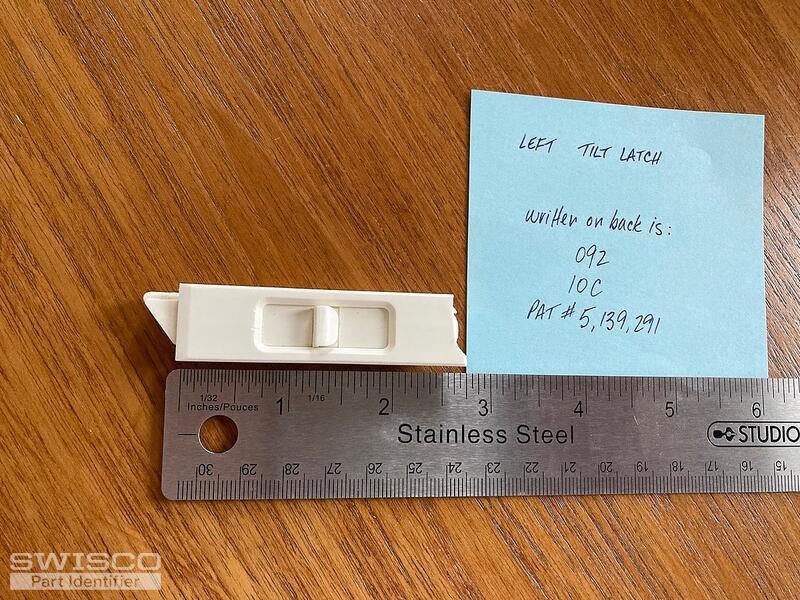 LEFT TILT LATCH
written on back is:
092
10C
PAT # 5,139,291
1/32
Inches/Pouces
1 1/16 2 3 4 5 6
Stainless Steel
STUDIO
30 29 28 27 26 25 24 23 22 21 20 19 18 17 16 15
SWISCO
Part Identifier